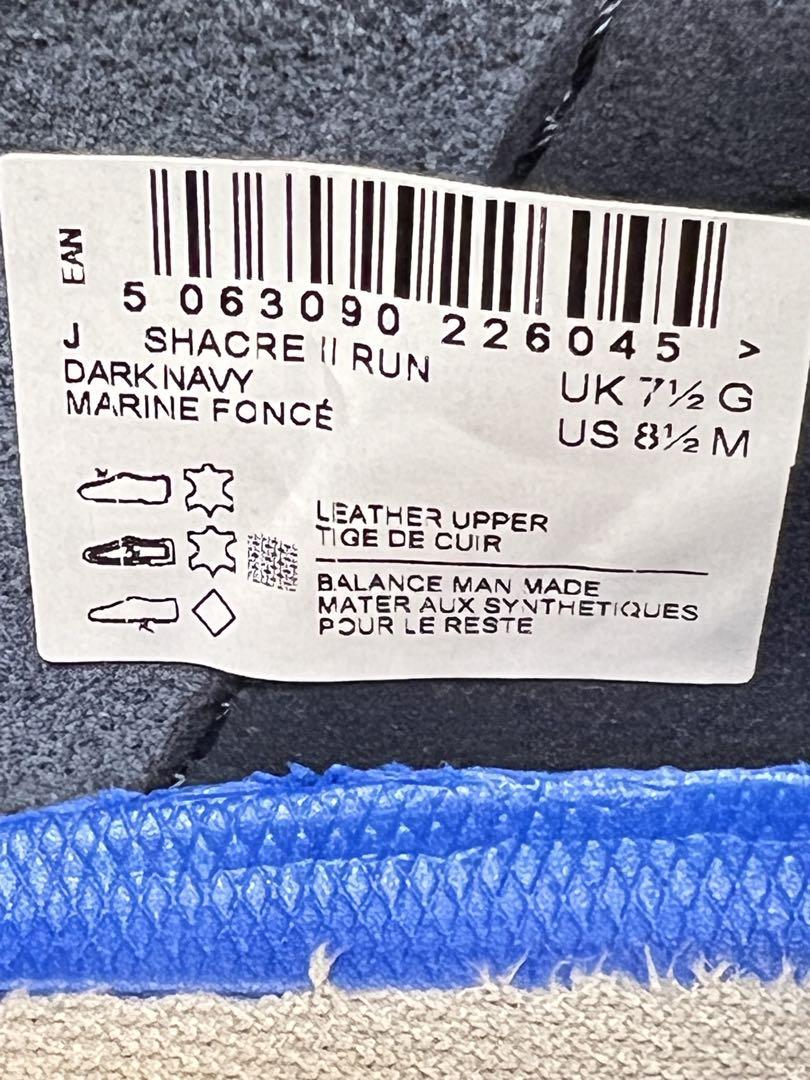 EAN
5 063090 226045 >
J SHACRE II RUN
DARK NAVY
MARINE FONCÉ
UK 7½ G
US 8½ M
LEATHER UPPER
TIGE DE CUIR
BALANCE MAN MADE
MATER AUX SYNTHETIQUES
POUR LE RESTE